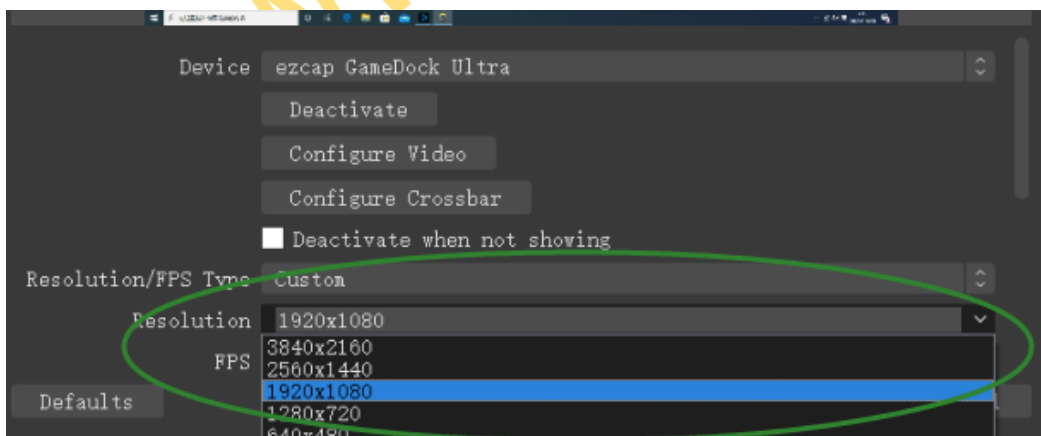 Device ezcap GameDock Ultra
Deactivate
Configure Video
Configure Crossbar
Deactivate when not showing
Resolution/FPS Type Custom
Resolution 1920x1080
3840x2160
FPS
2560x1440
1920x1080
Defaults
1280x720
640x480